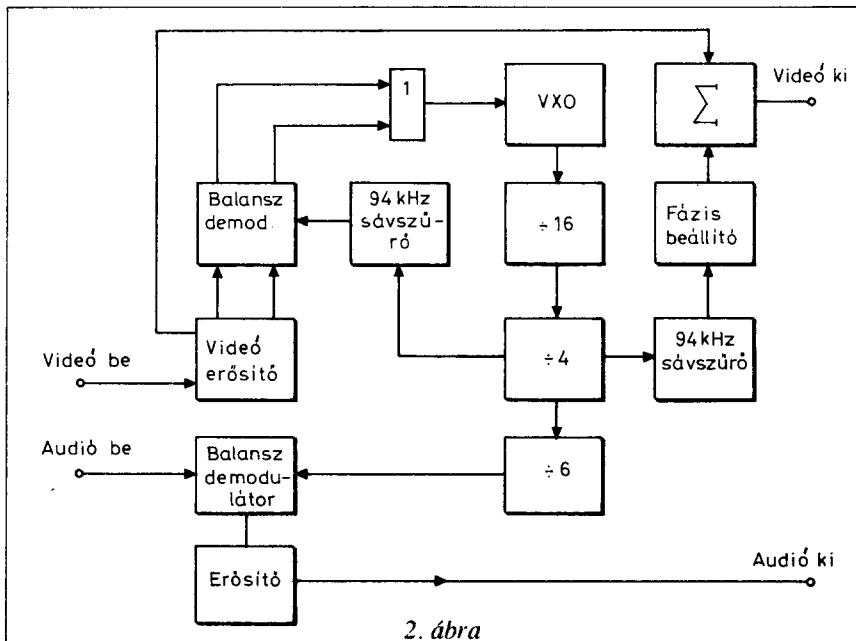 1
VXO
∑
Videó ki
Balansz
demod.
94 kHz
sávszű-
rő
÷16
Fázis
beállító
Videó be
Videó
erősítő
÷4
94 kHz
sávszűrő
Audió be
Balansz
demodu-
látor
÷6
Erősítő
Audió ki
2. ábra